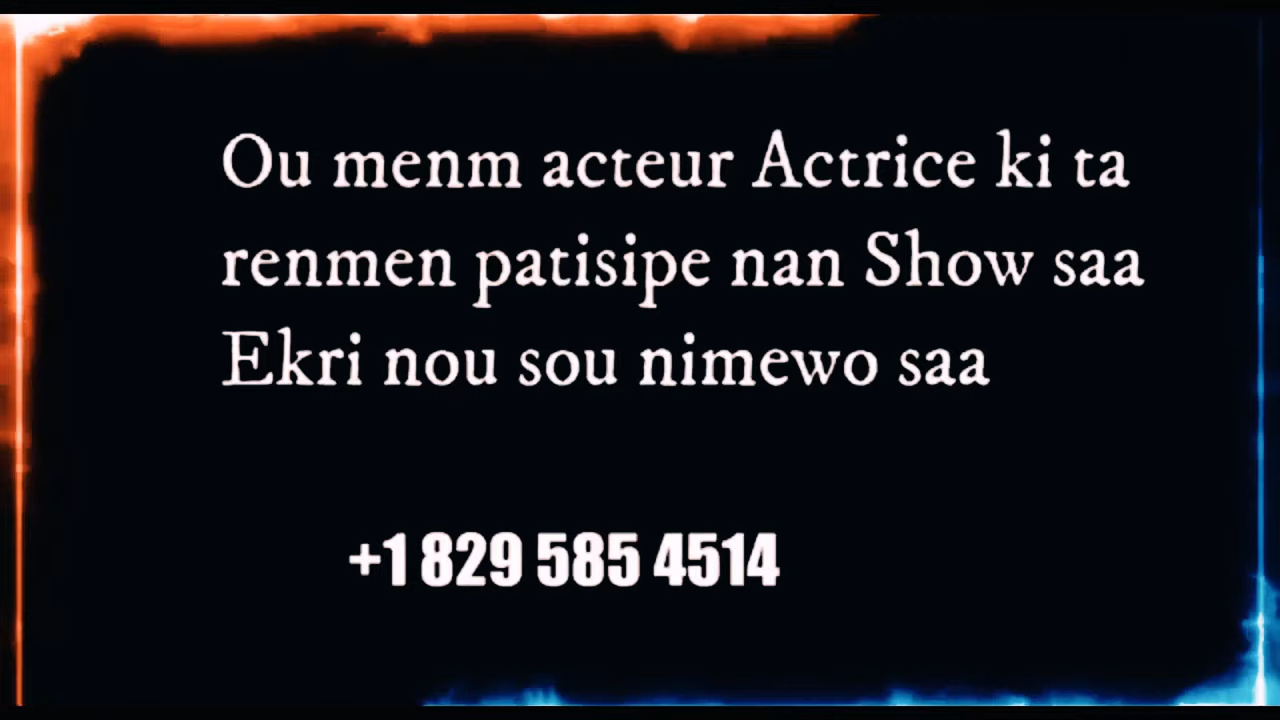 Ou menm acteur Actrice ki ta
renmen patisipe nan Show saa
Ekri nou sou nimewo saa
+1 829 585 4514